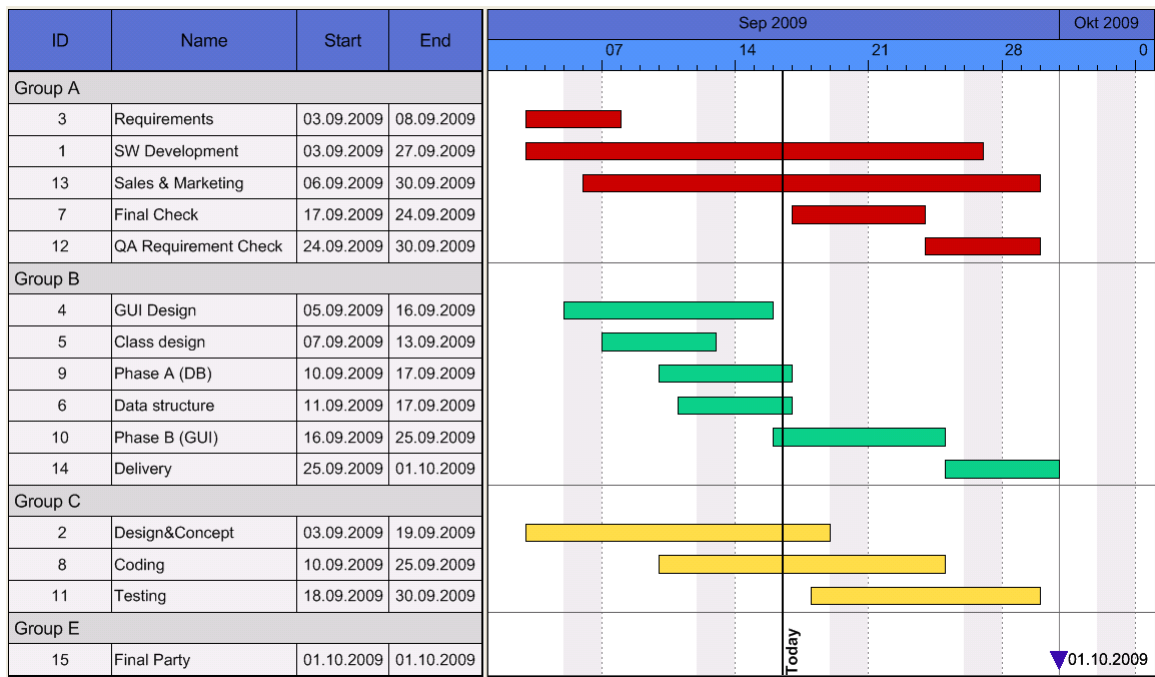 ID Name Start End Sep 2009 Okt 2009
07 14 21 28 0
Group A
3 Requirements 03.09.2009 08.09.2009
1 SW Development 03.09.2009 27.09.2009
13 Sales & Marketing 06.09.2009 30.09.2009
7 Final Check 17.09.2009 24.09.2009
12 QA Requirement Check 24.09.2009 30.09.2009
Group B
4 GUI Design 05.09.2009 16.09.2009
5 Class design 07.09.2009 13.09.2009
9 Phase A (DB) 10.09.2009 17.09.2009
6 Data structure 11.09.2009 17.09.2009
10 Phase B (GUI) 16.09.2009 25.09.2009
14 Delivery 25.09.2009 01.10.2009
Group C
2 Design&Concept 03.09.2009 19.09.2009
8 Coding 10.09.2009 25.09.2009
11 Testing 18.09.2009 30.09.2009
Group E
15 Final Party 01.10.2009 01.10.2009 01.10.2009
Today